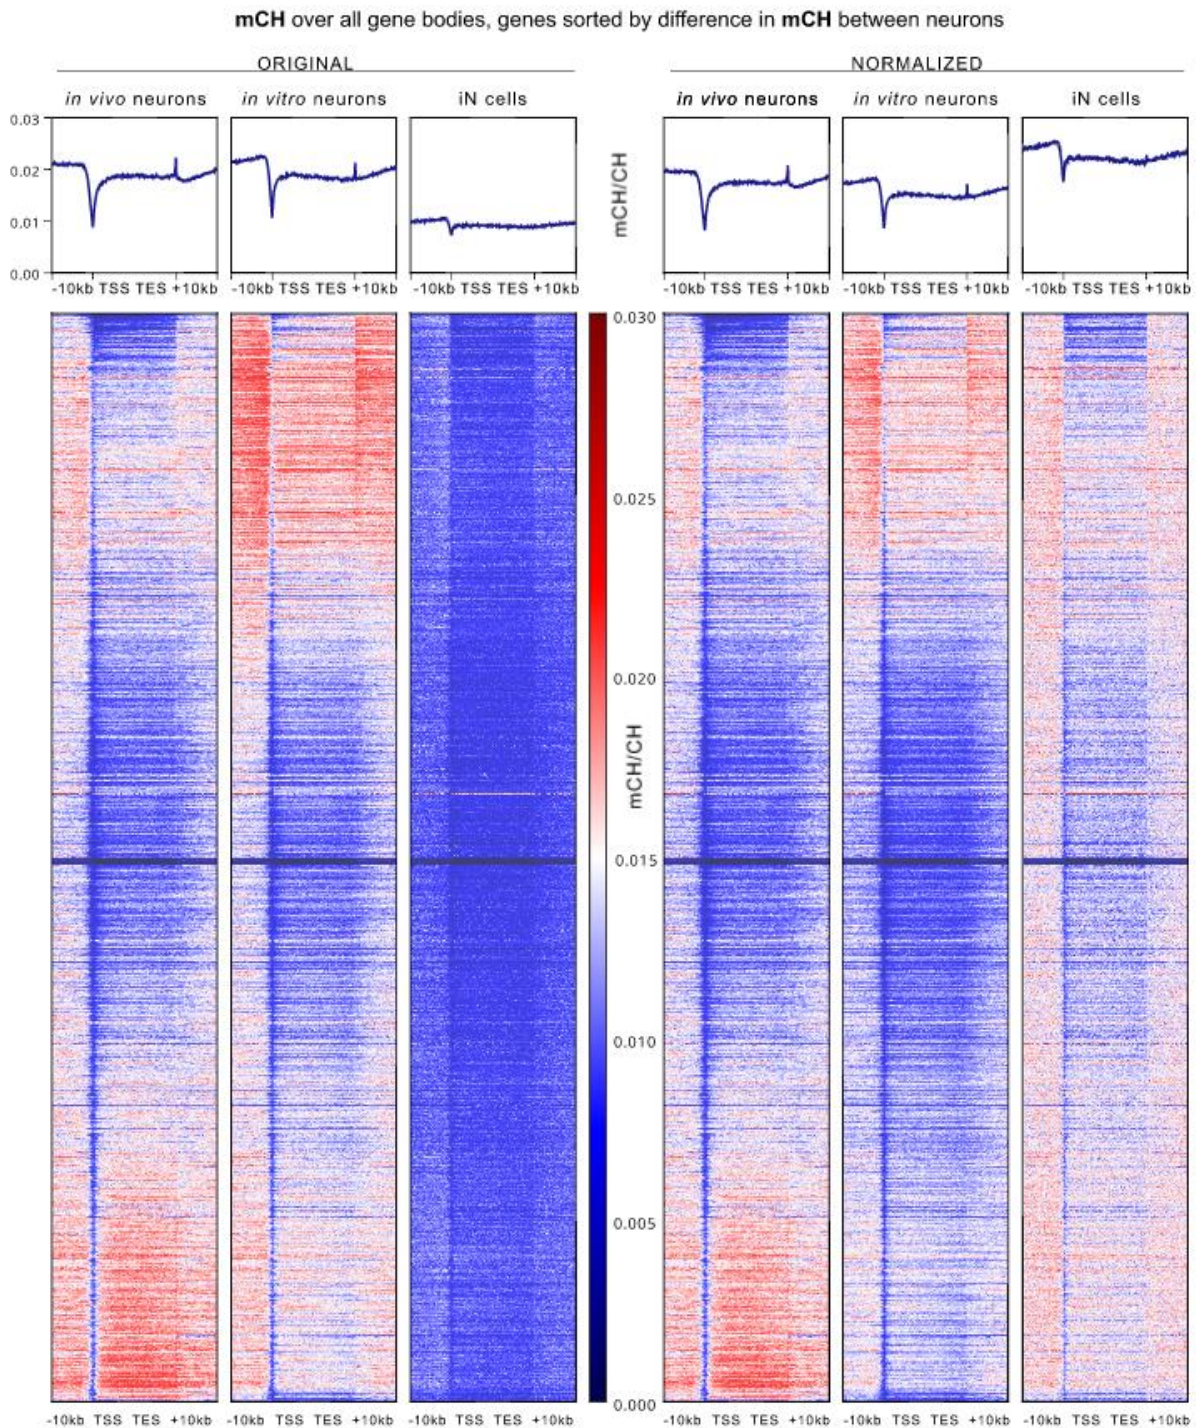 mCH over all gene bodies, genes sorted by difference in mCH between neurons
ORIGINAL
NORMALIZED
in vivo neurons
in vitro neurons
iN cells
in vivo neurons
in vitro neurons
iN cells
0.03
0.02
0.01
0.00
mCH/CH
-10kb TSS TES +10kb
-10kb TSS TES +10kb
-10kb TSS TES +10kb
-10kb TSS TES +10kb
-10kb TSS TES +10kb
-10kb TSS TES +10kb
0.030
0.025
0.020
0.015
0.010
0.005
0.000
mCH/CH
-10kb TSS TES +10kb
-10kb TSS TES +10kb
-10kb TSS TES +10kb
-10kb TSS TES +10kb
-10kb TSS TES +10kb
-10kb TSS TES +10kb